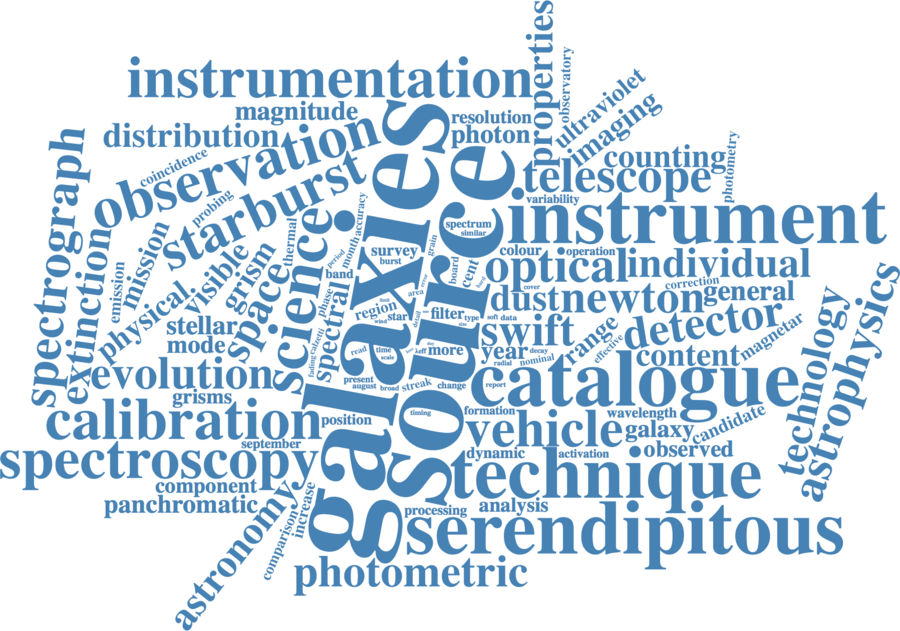 properties
observatory
instrumentation
ultraviolet
magnitude
imaging
resolution
distribution
photon
galaxies
observation
counting
photometry
spectrograph
coincidence
source
telescope
starburst
variability
probing
accuracy
instrument
mission
science
month
spectrum
similar
extinction
visible
thermal
survey
grain
colour
operation
grism
period
burst
board
cent
optical
individual
emission
space
band
error
cover
correction
physical
phase
area
dust
newton
general
spectral
region
star
filter
type
soft
data
detector
stellar
wind
detail
swift
range
magnetar
mode
calzetti
read
time
scale
more
year
decay
effective
content
technology
astrophysics
fading
radial
nominal
evolution
present
august
broad
streak
change
report
catalogue
grisms
calibration
position
timing
formation
wavelength
candidate
vehicle
galaxy
september
observed
spectroscopy
dynamic
activation
technique
component
panchromatic
increase
processing
analysis
astronomy
comparison
serendipitous
photometric